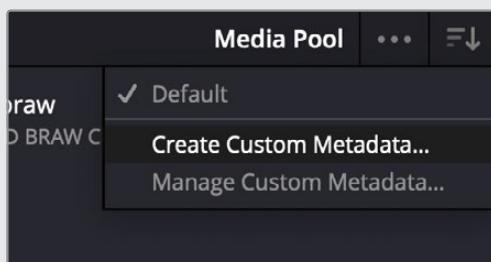 Media Pool
Default
braw
D BRAW C
Create Custom Metadata...
Manage Custom Metadata...